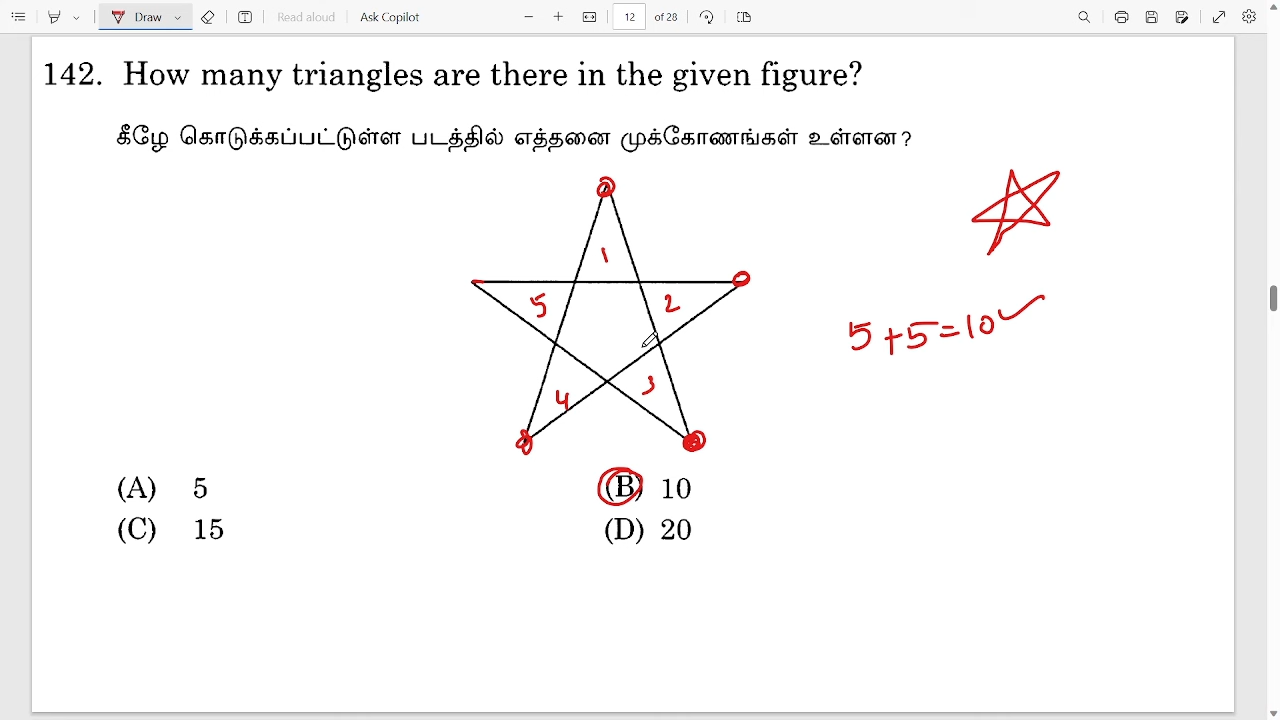 Draw
Read aloud
Ask Copilot
12 of 28
142. How many triangles are there in the given figure?
கீழே கொடுக்கப்பட்டுள்ள படத்தில் எத்தனை முக்கோணங்கள் உள்ளன ?
1
5 2
5 + 5 = 10
4 3
(A) 5 (B) 10
(C) 15 (D) 20